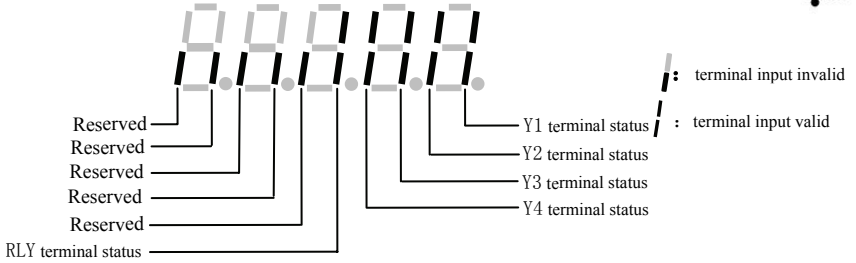 : terminal input invalid
: terminal input valid
Reserved
Reserved
Reserved
Reserved
Reserved
RLY terminal status
Y1 terminal status
Y2 terminal status
Y3 terminal status
Y4 terminal status